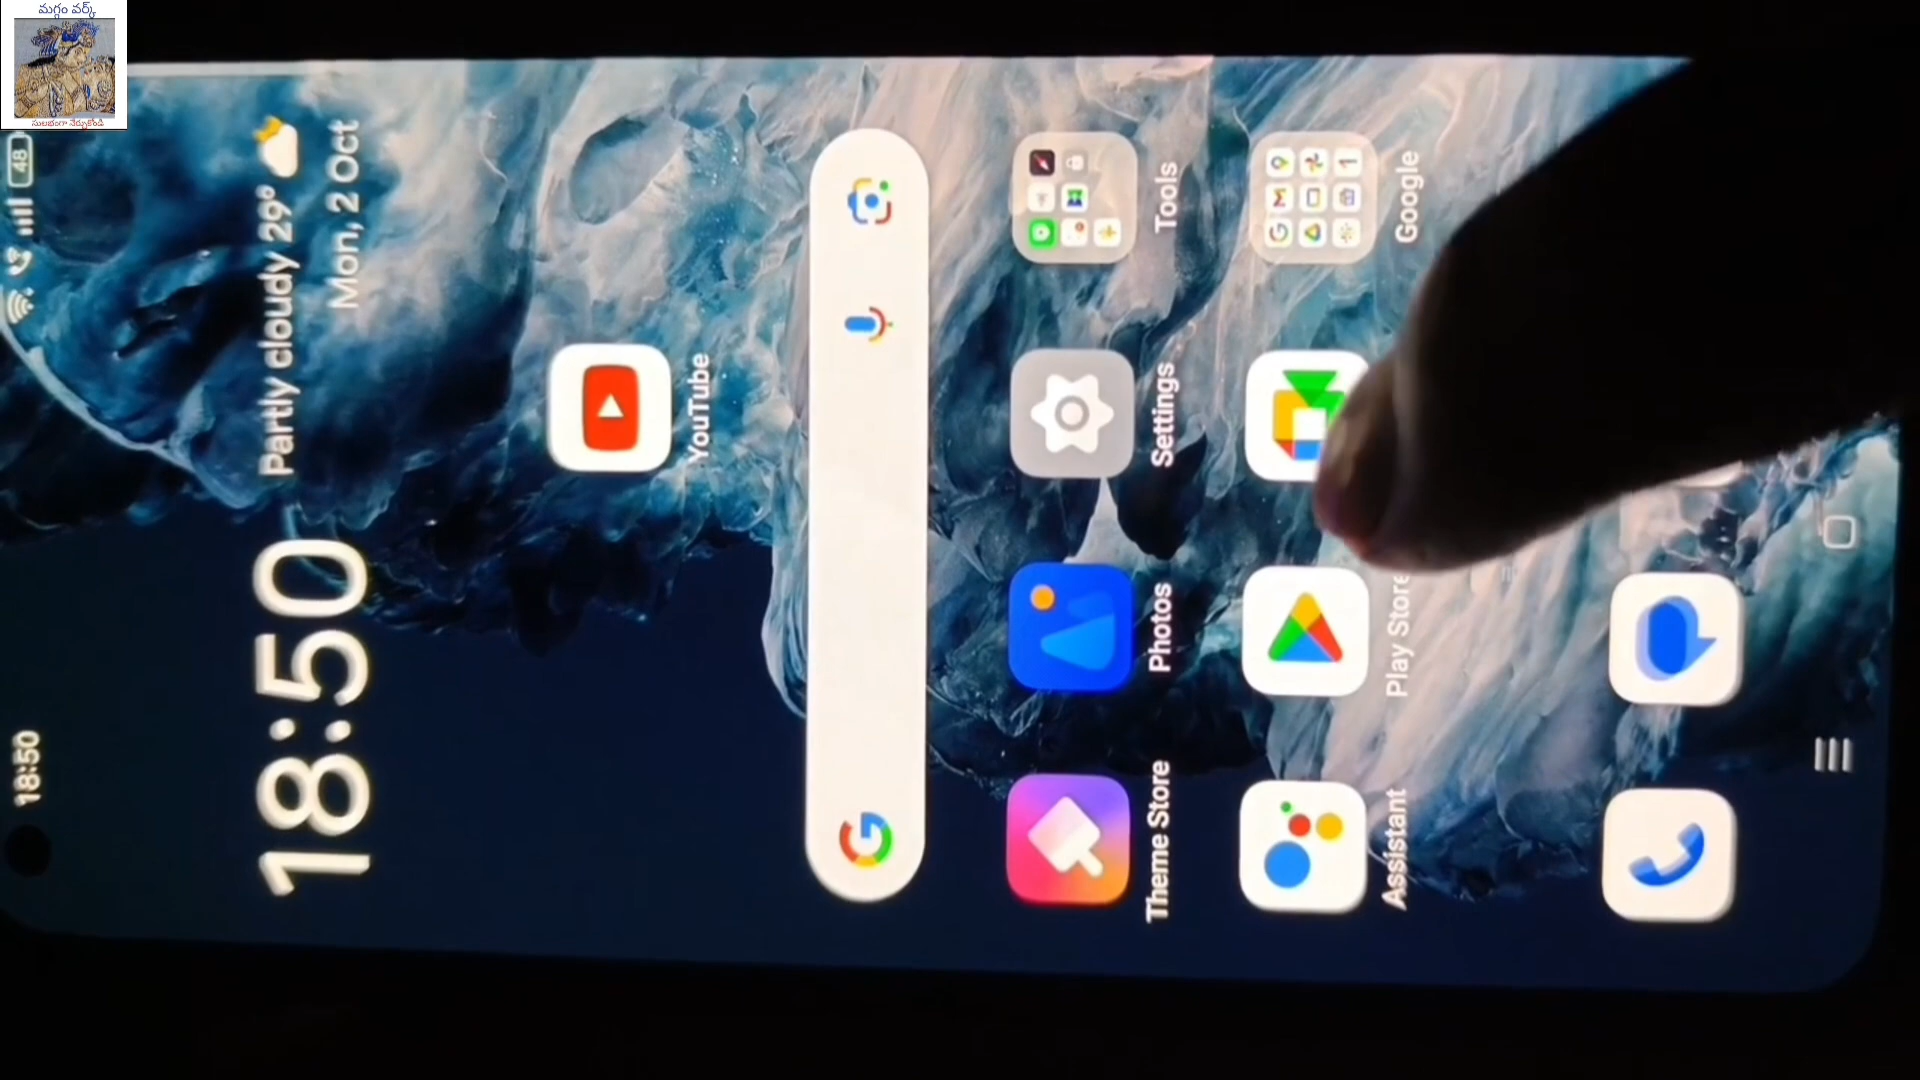 మగ్గం వర్క్
సులభంగా నేర్చుకోండి
18:50
48
18:50
Partly cloudy 29°
Mon, 2 Oct
YouTube
Theme Store
Photos
Settings
Tools
Assistant
Play Store
Google